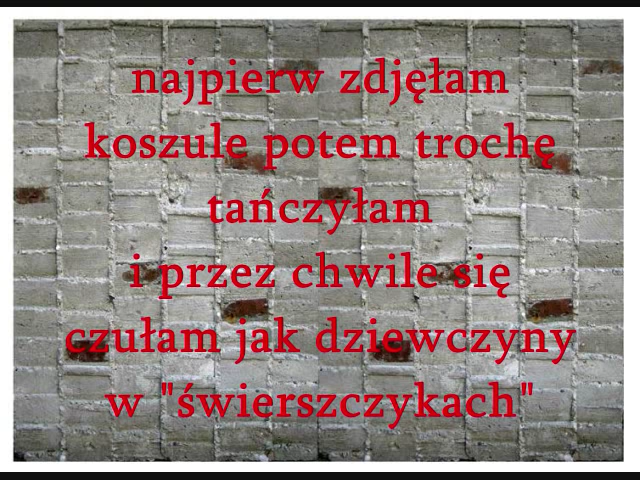 najpierw zdjęłam
koszule potem trochę
tańczyłam
i przez chwile się
czułam jak dziewczyny
w "świerszczykach"